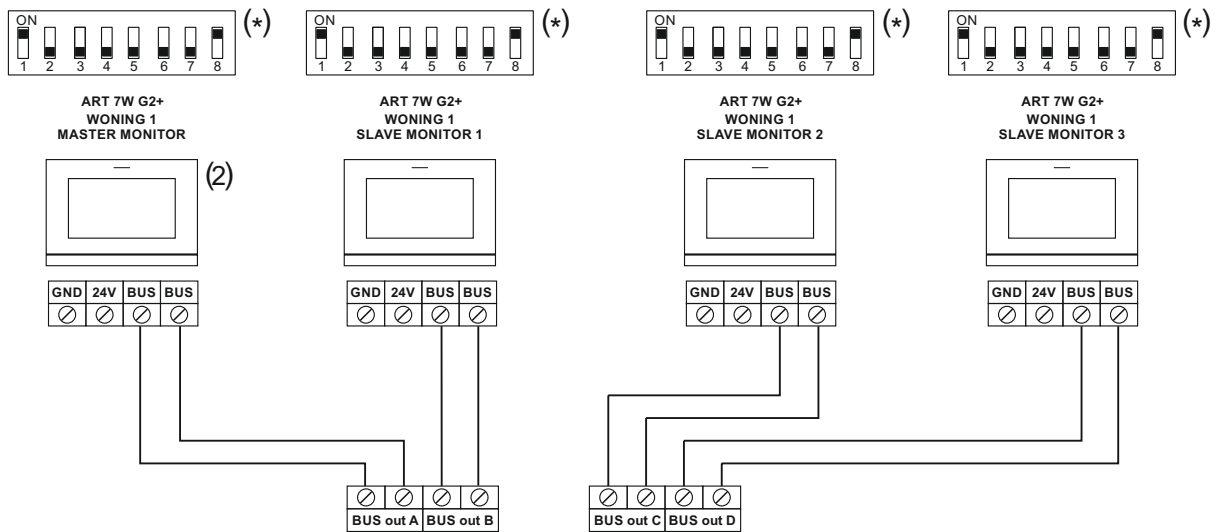 ON
1 2 3 4 5 6 7 8
(*)
ON
1 2 3 4 5 6 7 8
(*)
ON
1 2 3 4 5 6 7 8
(*)
ON
1 2 3 4 5 6 7 8
(*)
ART 7W G2+
WONING 1
MASTER MONITOR
ART 7W G2+
WONING 1
SLAVE MONITOR 1
ART 7W G2+
WONING 1
SLAVE MONITOR 2
ART 7W G2+
WONING 1
SLAVE MONITOR 3
(2)
GND 24V BUS BUS
GND 24V BUS BUS
GND 24V BUS BUS
GND 24V BUS BUS
BUS out A BUS out B
BUS out C BUS out D